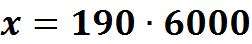 x = 190 · 6000